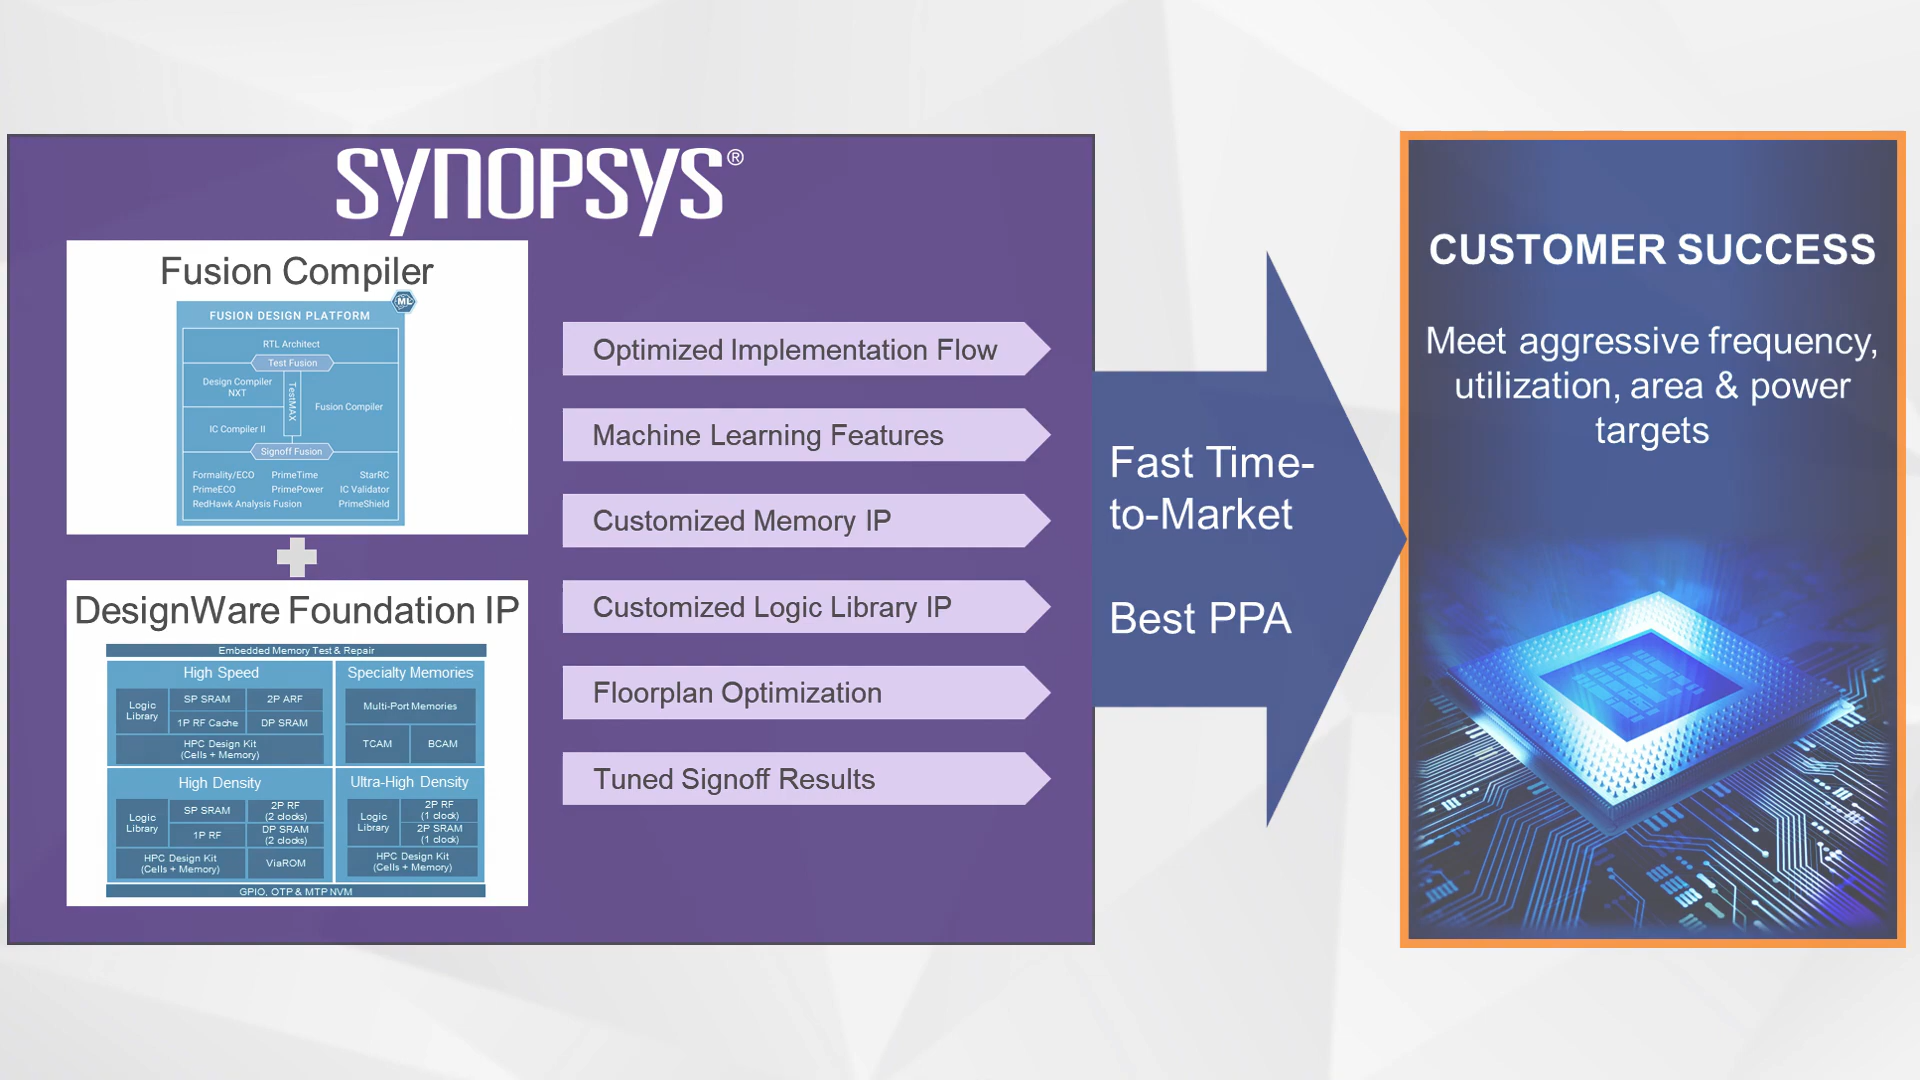 SYNOPSYS®
Fusion Compiler
ML
FUSION DESIGN PLATFORM
RTL Architect
Test Fusion
Design Compiler
NXT
TestMAX
Fusion Compiler
IC Compiler II
Signoff Fusion
Formality/ECO PrimeTime StarRC
PrimeECO PrimePower IC Validator
RedHawk Analysis Fusion PrimeShield
DesignWare Foundation IP
Embedded Memory Test & Repair
High Speed
Logic
Library
SP SRAM
2P ARF
1P RF Cache
DP SRAM
HPC Design Kit
(Cells + Memory)
Specialty Memories
Multi-Port Memories
TCAM
BCAM
High Density
Logic
Library
SP SRAM
2P RF
(2 clocks)
1P RF
DP SRAM
(2 clocks)
HPC Design Kit
(Cells + Memory)
ViaROM
Ultra-High Density
Logic
Library
2P RF
(1 clock)
2P SRAM
(1 clock)
HPC Design Kit
(Cells + Memory)
GPIO, OTP & MTP NVM
Optimized Implementation Flow
Machine Learning Features
Customized Memory IP
Customized Logic Library IP
Floorplan Optimization
Tuned Signoff Results
Fast Time-
to-Market
Best PPA
CUSTOMER SUCCESS
Meet aggressive frequency,
utilization, area & power
targets